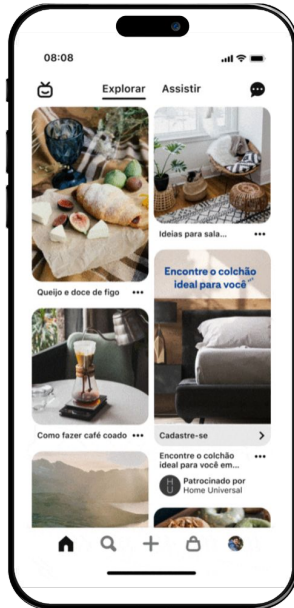 08:08
Explorar Assistir
Queijo e doce de figo
Ideias para sala...
Encontre o colchão
ideal para você
Cadastre-se
Como fazer café coado
Encontre o colchão
ideal para você em...
Patrocinado por
Home Universal